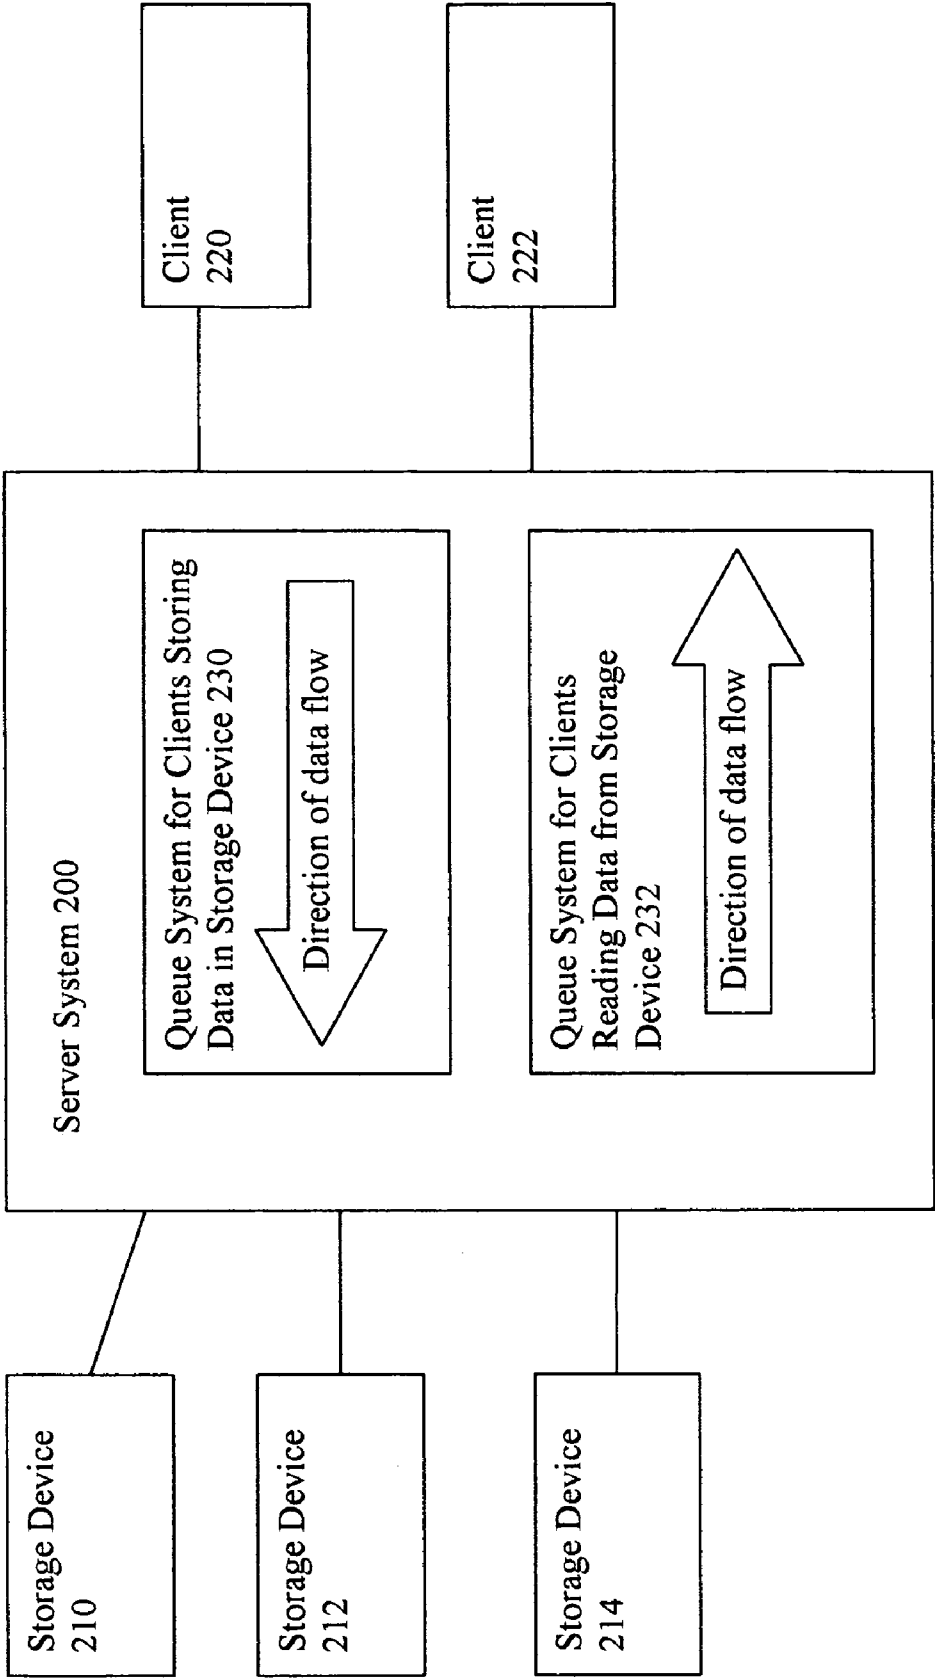 Server System 200
Storage Device
210
Storage Device
212
Storage Device
214
Queue System for Clients Storing
Data in Storage Device 230
Direction of data flow
Queue System for Clients
Reading Data from Storage
Device 232
Direction of data flow
Client
220
Client
222